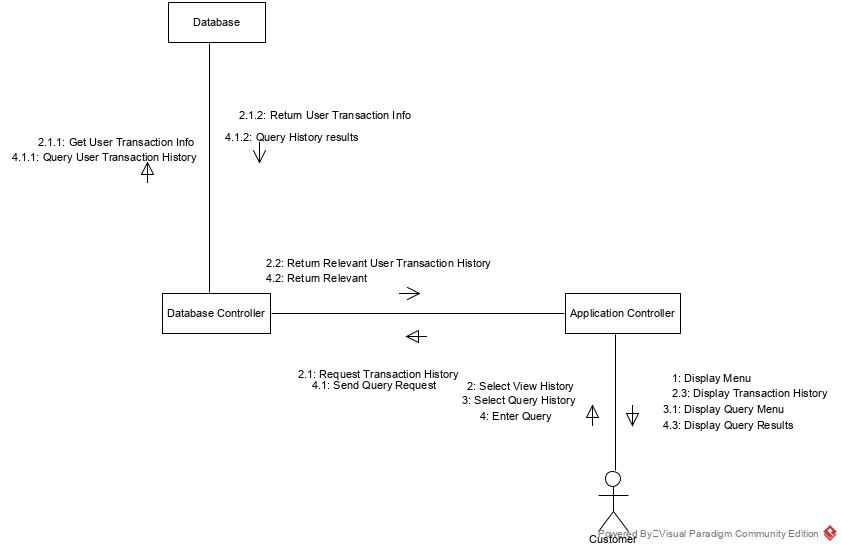 Database
2.1.2: Return User Transaction Info
4.1.2: Query History results
2.1.1: Get User Transaction Info
4.1.1: Query User Transaction History
2.2: Return Relevant User Transaction History
4.2: Return Relevant
Database Controller
Application Controller
2.1: Request Transaction History
4.1: Send Query Request
2: Select View History
3: Select Query History
4: Enter Query
1: Display Menu
2.3: Display Transaction History
3.1: Display Query Menu
4.3: Display Query Results
Powered By Visual Paradigm Community Edition
Customer